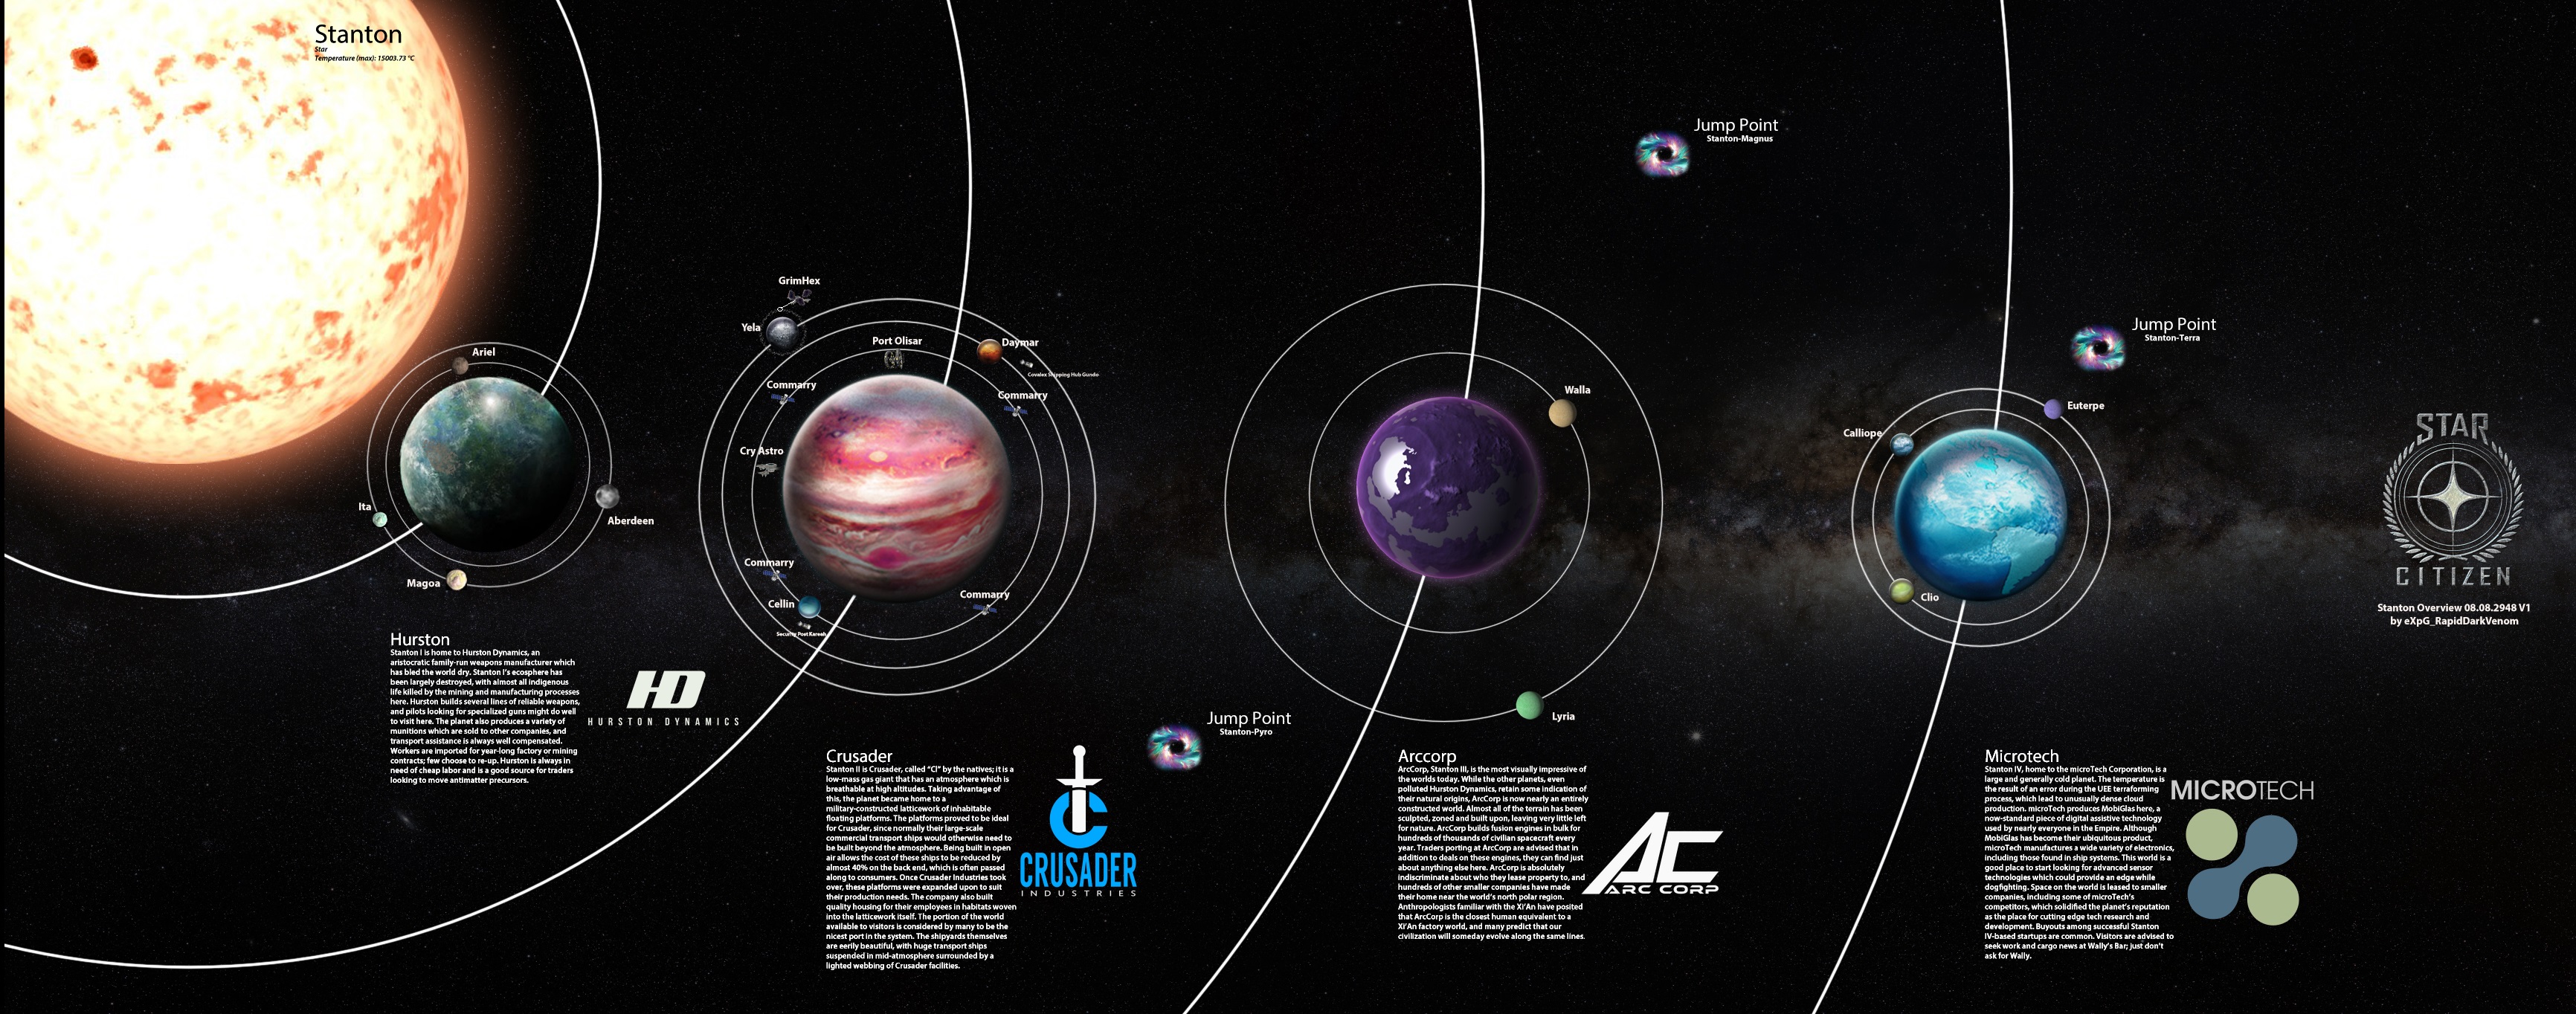 Stanton
Star
Temperature (max): 15003.73 °C
Jump Point
Stanton-Magnus
Jump Point
Stanton-Terra
GrimHex
Yela
Port Olisar
Daymar
Covalex Shipping Hub Gundo
Commarry
Commarry
Cry Astro
Commarry
Commarry
Cellin
Security Post Kareah
Ariel
Ita
Aberdeen
Magoa
Walla
Lyria
Calliope
Euterpe
Clio
STAR
CITIZEN
Stanton Overview 08.08.2948 V1
by eXpG_RapidDarkVenom
Hurston
Stanton I is home to Hurston Dynamics, an
aristocratic family-run weapons manufacturer which
has bled the world dry. Stanton I's ecosphere has
been largely destroyed, with almost all indigenous
life killed by the mining and manufacturing processes
here. Hurston builds several lines of reliable weapons,
and pilots looking for specialized guns might do well
to visit here. The planet also produces a variety of
munitions which are sold to other companies, and
transport assistance is always well compensated.
Workers are imported for year-long factory or mining
contracts; few choose to re-up. Hurston is always in
need of cheap labor and is a good source for traders
looking to move antimatter precursors.
HD
HURSTON DYNAMICS
Jump Point
Stanton-Pyro
Crusader
Stanton II is Crusader, called "Cl" by the natives; it is a
low-mass gas giant that has an atmosphere which is
breathable at high altitudes. Taking advantage of
this, the planet became home to a
military-constructed latticework of inhabitable
floating platforms. The platforms proved to be ideal
for Crusader, since normally their large-scale
commercial transport ships would otherwise need to
be built beyond the atmosphere. Being built in open
air allows the cost of these ships to be reduced by
almost 40% on the back end, which is often passed
along to consumers. Once Crusader Industries took
over, these platforms were expanded upon to suit
their production needs. The company also built
quality housing for their employees in habitats woven
into the latticework itself. The portion of the world
available to visitors is considered by many to be the
nicest port in the system. The shipyards themselves
are eerily beautiful, with huge transport ships
suspended in mid-atmosphere surrounded by a
lighted webbing of Crusader facilities.
CRUSADER
INDUSTRIES
Arccorp
ArcCorp, Stanton III, is the most visually impressive of
the worlds today. While the other planets, even
polluted Hurston Dynamics, retain some indication of
their natural origins, ArcCorp is now nearly an entirely
constructed world. Almost all of the terrain has been
sculpted, zoned and built upon, leaving very little left
for nature. ArcCorp builds fusion engines in bulk for
hundreds of thousands of civilian spacecraft every
year. Traders porting at ArcCorp are advised that in
addition to deals on these engines, they can find just
about anything else here. ArcCorp is absolutely
indiscriminate about who they lease property to, and
hundreds of other smaller companies have made
their home near the world's north polar region.
Anthropologists familiar with the Xi'An have posited
that ArcCorp is the closest human equivalent to a
Xi'An factory world, and many predict that our
civilization will someday evolve along the same lines.
AC
ARC CORP
Microtech
Stanton IV, home to the microTech Corporation, is a
large and generally cold planet. The temperature is
the result of an error during the UEE terraforming
process, which lead to unusually dense cloud
production. microTech produces MobiGlas here, a
now-standard piece of digital assistive technology
used by nearly everyone in the Empire. Although
MobiGlas has become their ubiquitous product,
microTech manufactures a wide variety of electronics,
including those found in ship systems. This world is a
good place to start looking for advanced sensor
technologies which could provide an edge while
dogfighting. Space on the world is leased to smaller
companies, including some of microTech's
competitors, which solidified the planet's reputation
as the place for cutting edge tech research and
development. Buyouts among successful Stanton
IV-based startups are common. Visitors are advised to
seek work and cargo news at Wally's Bar; just don't
ask for Wally.
MICROTECH